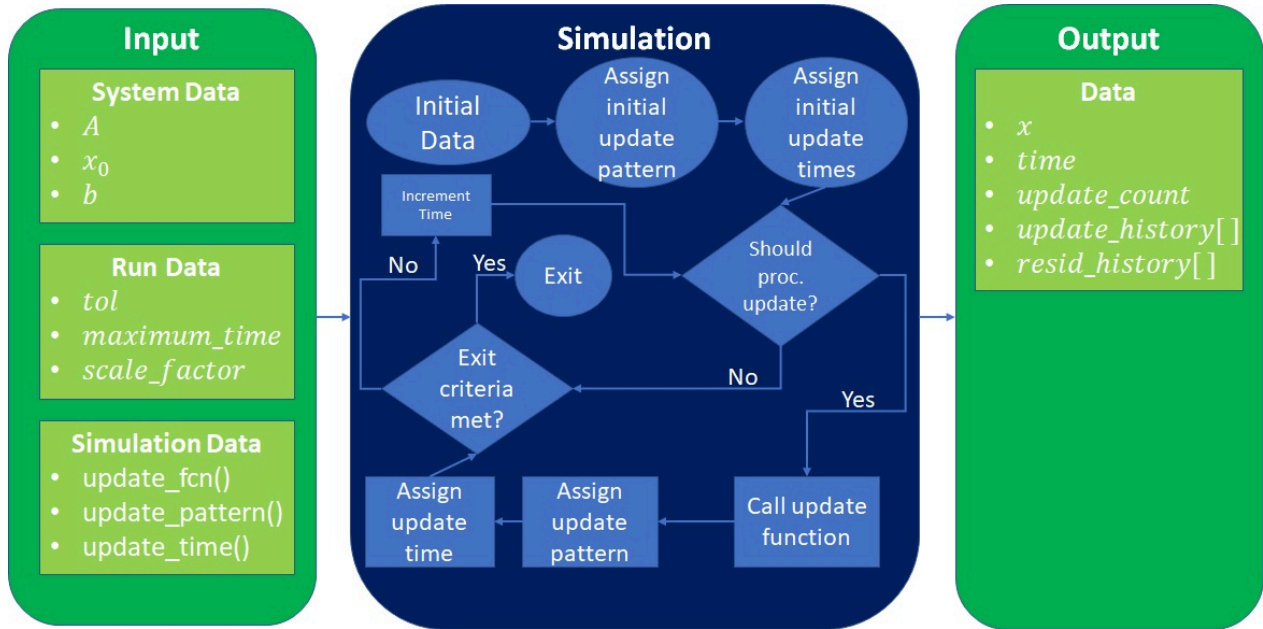 Input
System Data
• A
• x₀
• b
Run Data
• tol
• maximum_time
• scale_factor
Simulation Data
• update_fcn()
• update_pattern()
• update_time()
Simulation
Initial
Data
Assign
initial
update
pattern
Assign
initial
update
times
Increment
Time
No
Yes
Exit
Should
proc.
update?
Exit
criteria
met?
No
Yes
Assign
update
time
Assign
update
pattern
Call update
function
Output
Data
• x
• time
• update_count
• update_history[]
• resid_history[]